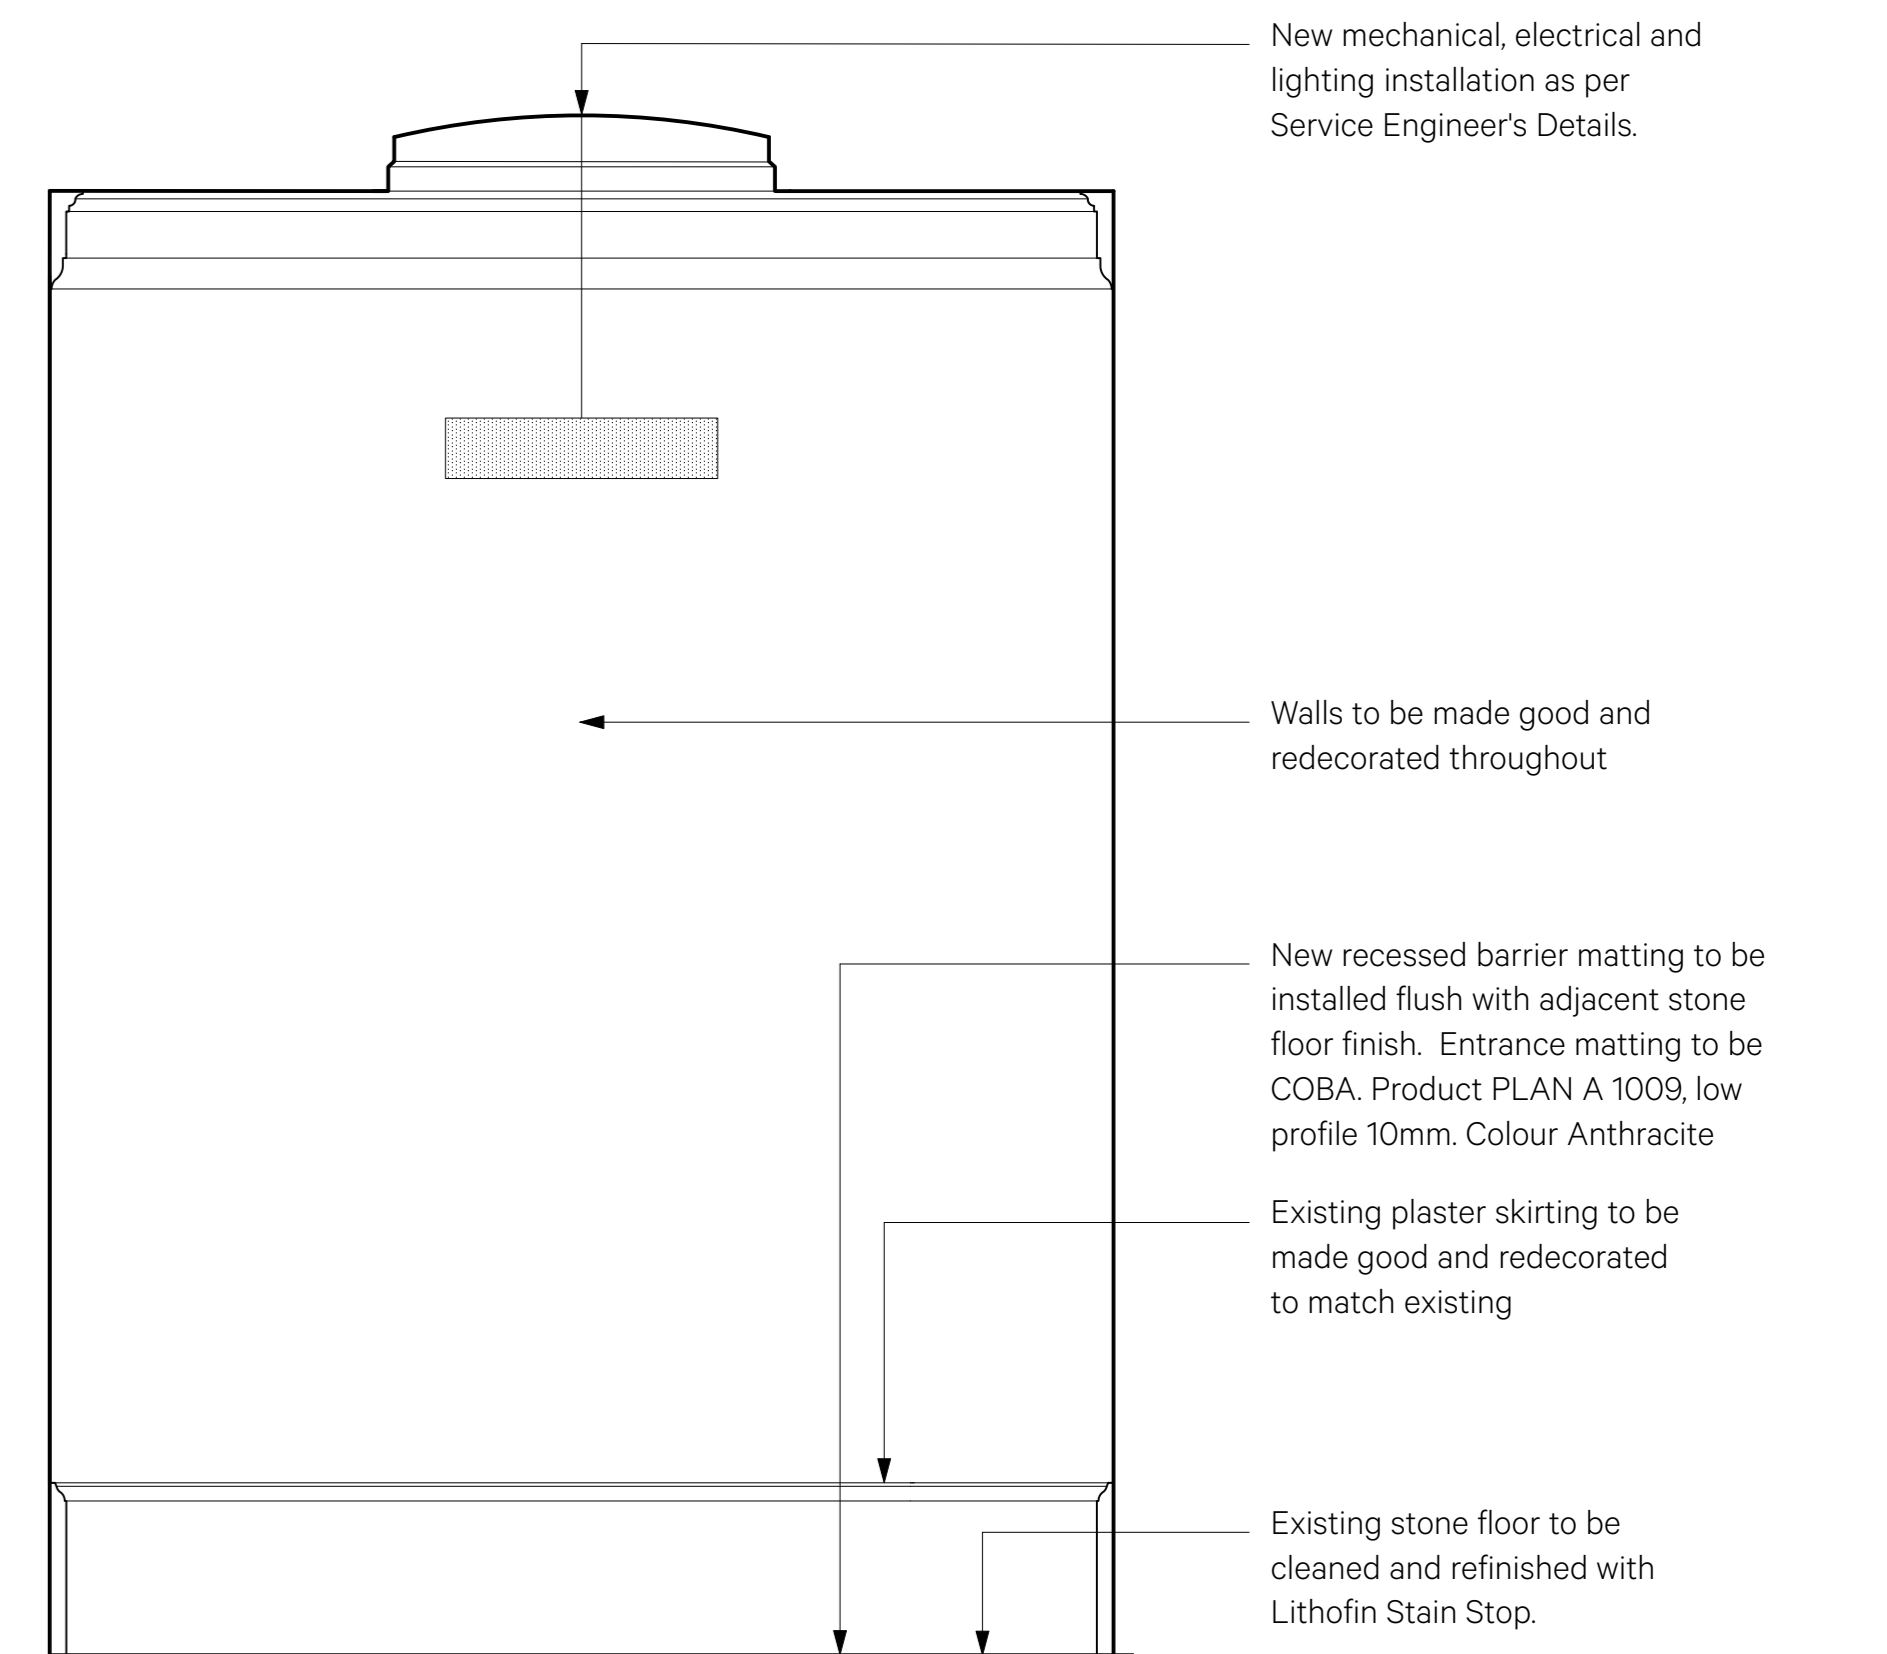 New mechanical, electrical and
lighting installation as per
Service Engineer's Details.
Walls to be made good and
redecorated throughout
New recessed barrier matting to be
installed flush with adjacent stone
floor finish.  Entrance matting to be
COBA. Product PLAN A 1009, low
profile 10mm. Colour Anthracite
Existing plaster skirting to be
made good and redecorated
to match existing
Existing stone floor to be
cleaned and refinished with
Lithofin Stain Stop.